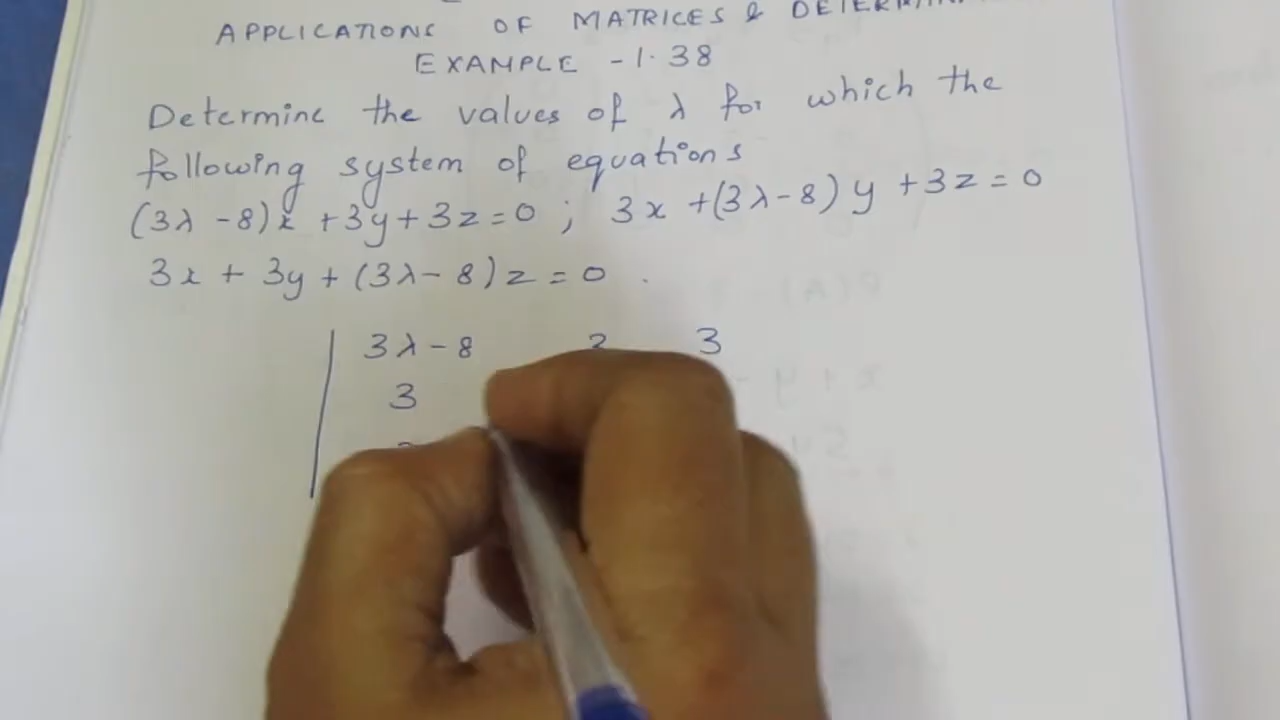 APPLICATIONS OF MATRICES &
EXAMPLE - 1.38
Determine the values of λ for which the
following system of equations
(3λ - 8)x + 3y + 3z = 0 ; 3x + (3λ - 8) y + 3z = 0
3x + 3y + (3λ - 8) z = 0 .
3λ - 8 3
3